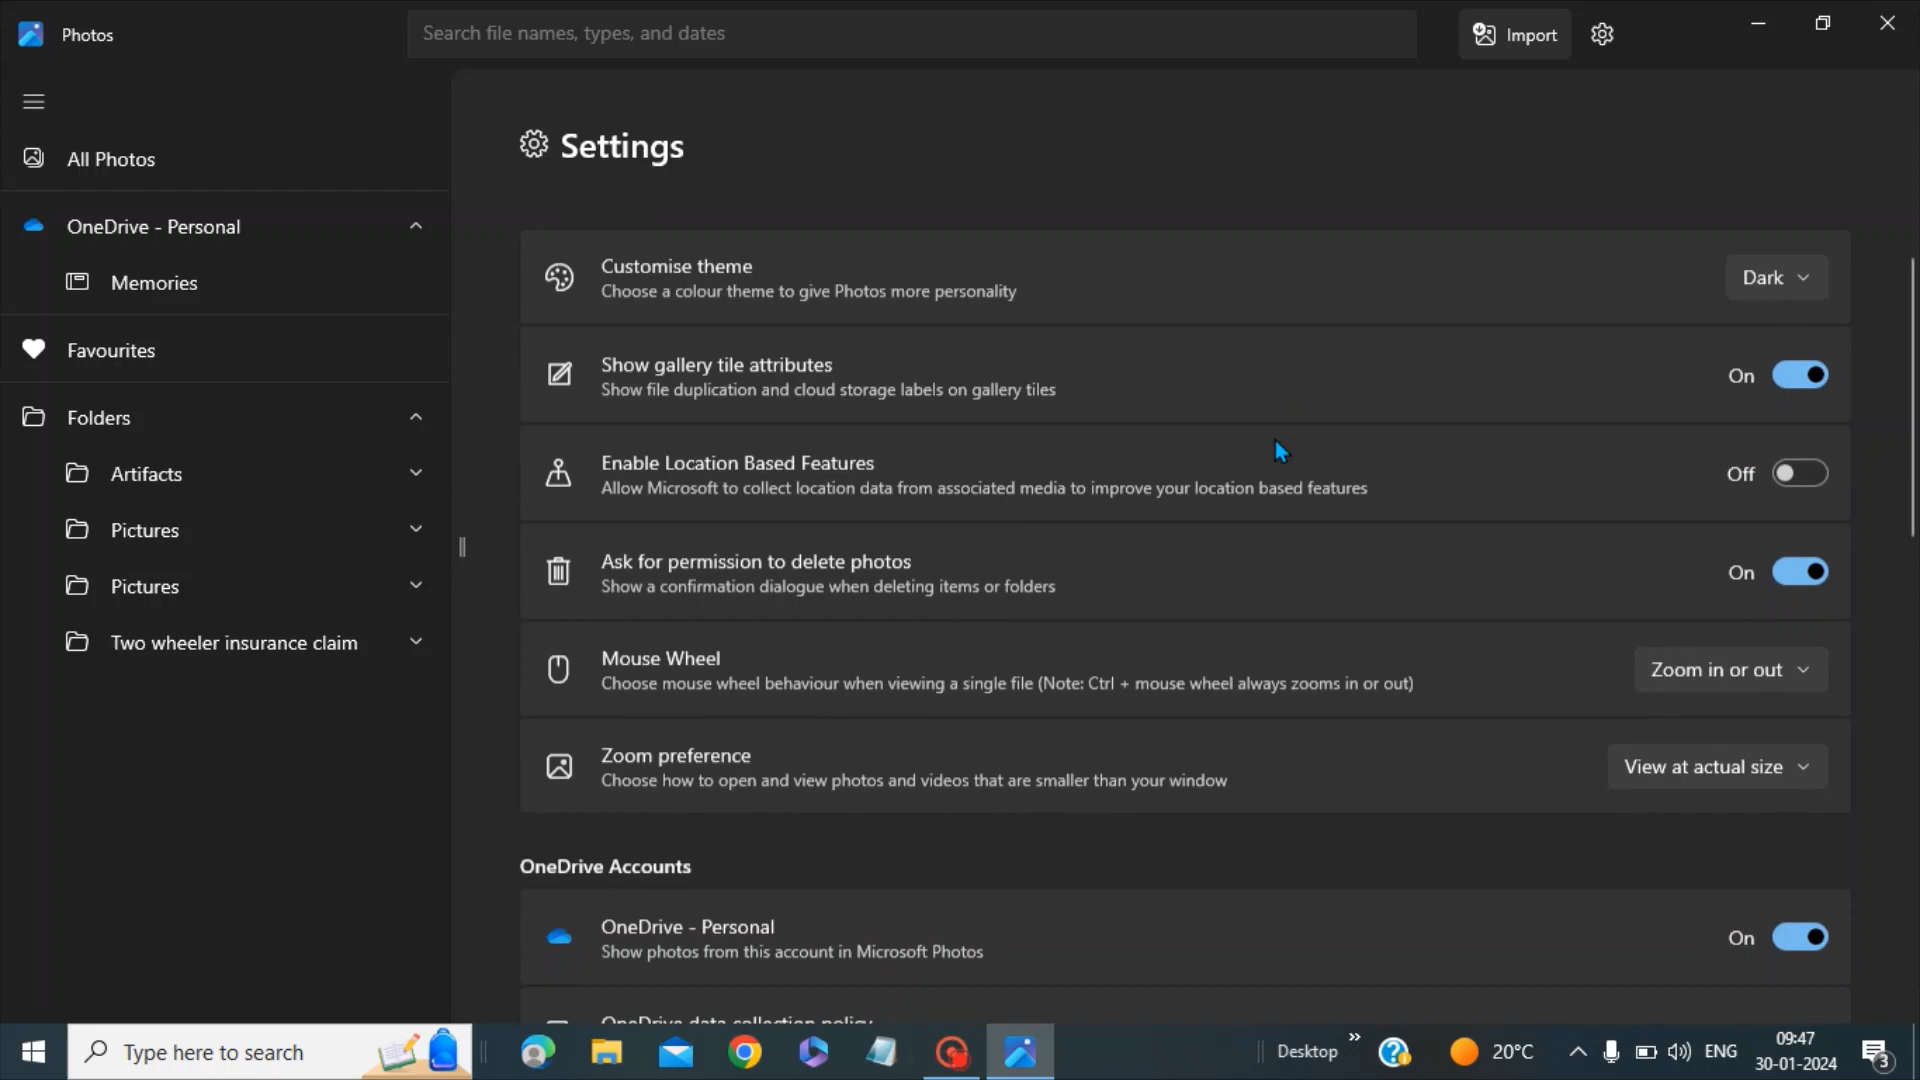 Photos
Search file names, types, and dates
Import
All Photos
OneDrive - Personal
Memories
Favourites
Folders
Artifacts
Pictures
Pictures
Two wheeler insurance claim
Settings
Customise theme
Choose a colour theme to give Photos more personality
Dark
Show gallery tile attributes
Show file duplication and cloud storage labels on gallery tiles
On
Enable Location Based Features
Allow Microsoft to collect location data from associated media to improve your location based features
Off
Ask for permission to delete photos
Show a confirmation dialogue when deleting items or folders
On
Mouse Wheel
Choose mouse wheel behaviour when viewing a single file (Note: Ctrl + mouse wheel always zooms in or out)
Zoom in or out
Zoom preference
Choose how to open and view photos and videos that are smaller than your window
View at actual size
OneDrive Accounts
OneDrive - Personal
Show photos from this account in Microsoft Photos
On
OneDrive data collection policy
Type here to search
Desktop
20°C
ENG
09:47
30-01-2024
3